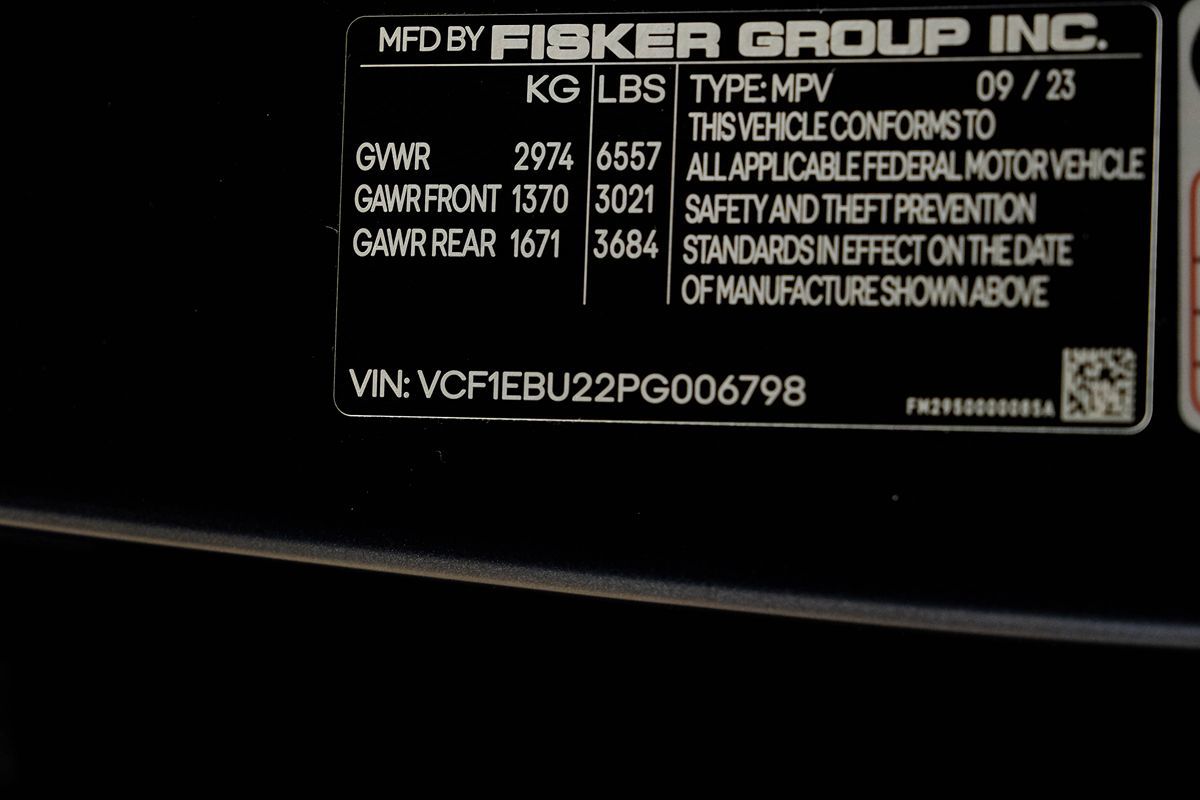 MFD BY FISKER GROUP INC.
KG LBS
GVWR 2974 6557
GAWR FRONT 1370 3021
GAWR REAR 1671 3684
TYPE: MPV 09 / 23
THIS VEHICLE CONFORMS TO
ALL APPLICABLE FEDERAL MOTOR VEHICLE
SAFETY AND THEFT PREVENTION
STANDARDS IN EFFECT ON THE DATE
OF MANUFACTURE SHOWN ABOVE
VIN: VCF1EBU22PG006798